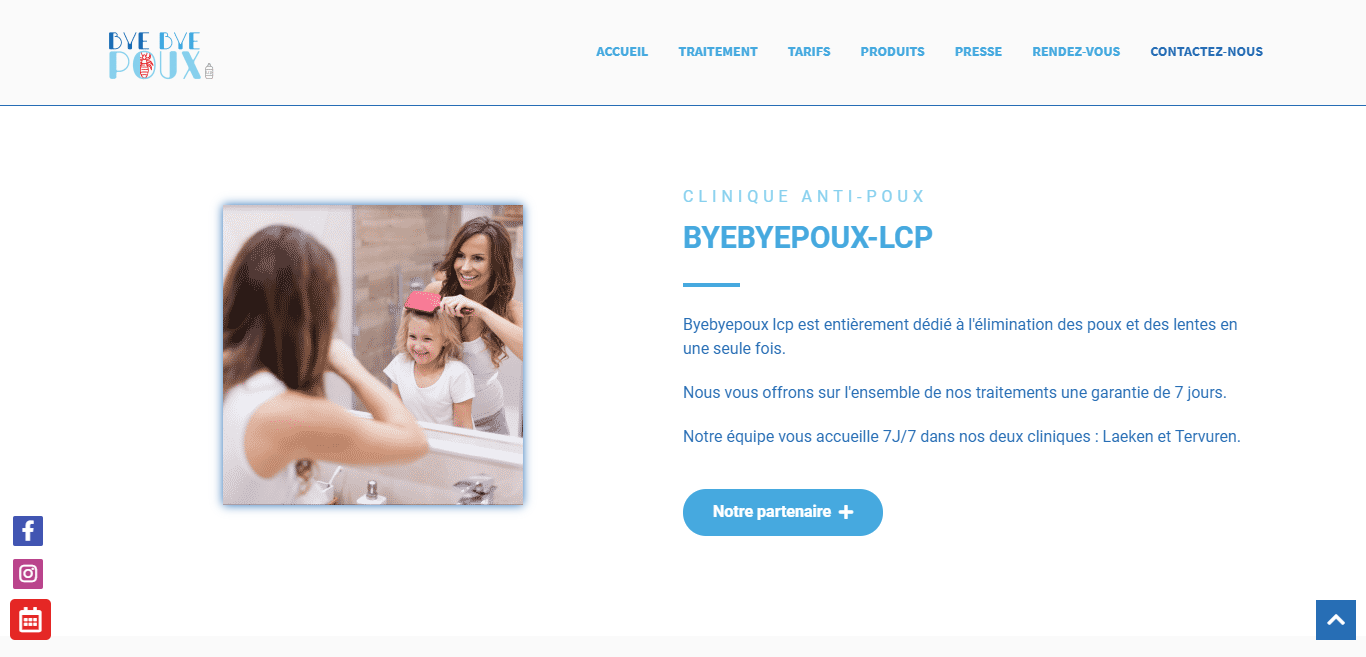 BYE BYE
POUX
ACCUEIL TRAITEMENT TARIFS PRODUITS PRESSE RENDEZ-VOUS CONTACTEZ-NOUS
CLINIQUE ANTI-POUX
BYEBYEPOUX-LCP
Byebyepoux lcp est entièrement dédié à l'élimination des poux et des lentes en
une seule fois.
Nous vous offrons sur l'ensemble de nos traitements une garantie de 7 jours.
Notre équipe vous accueille 7J/7 dans nos deux cliniques : Laeken et Tervuren.
Notre partenaire